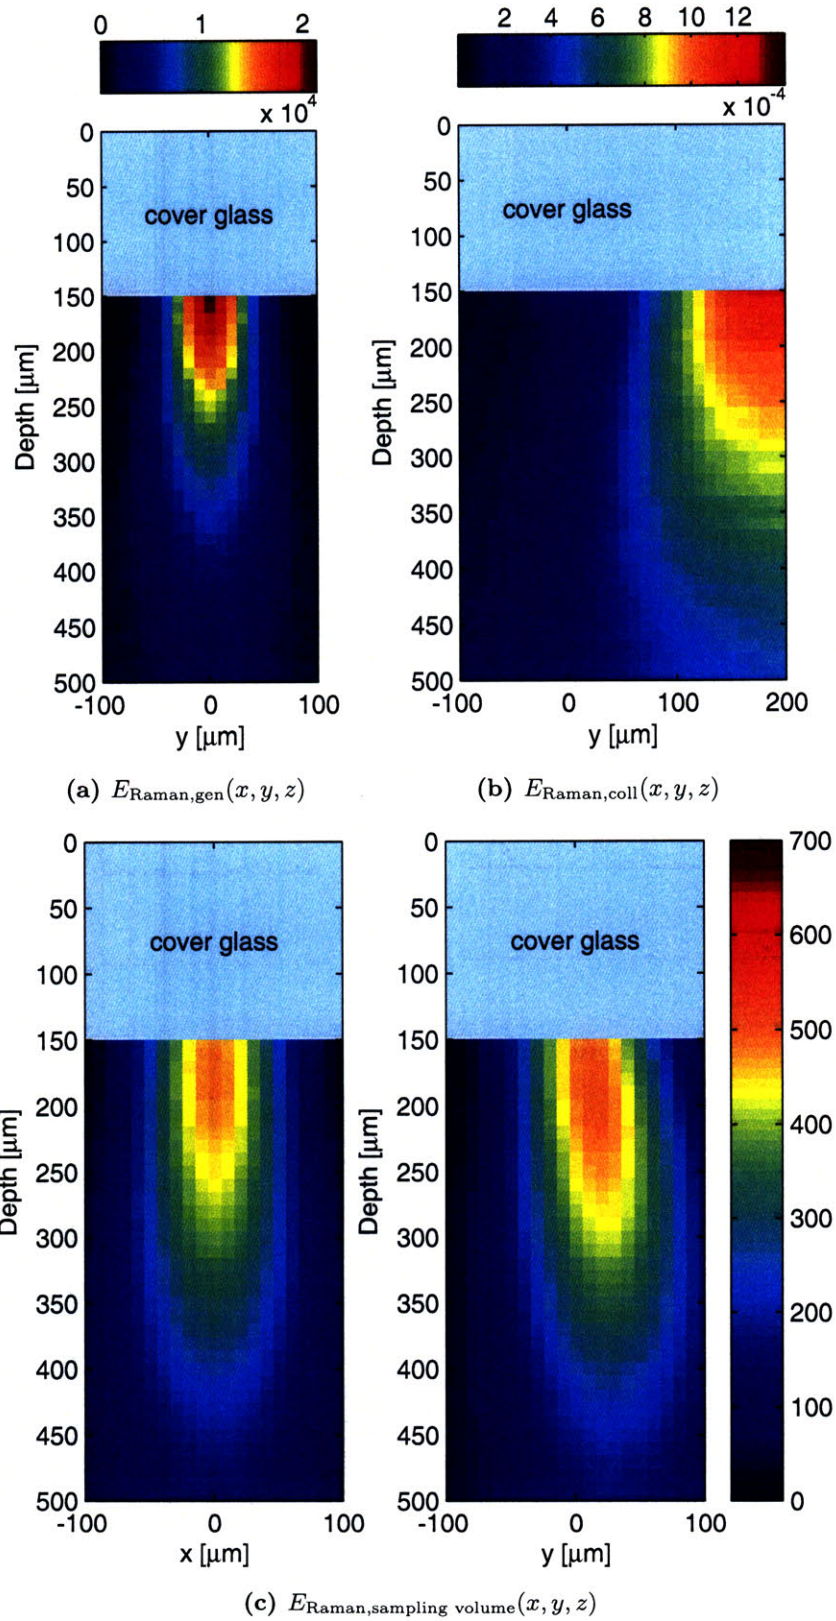 0 1 2
x 10⁴
2 4 6 8 10 12
x 10⁻⁴
0
50
100
150
200
250
300
350
400
450
500
Depth [μm]
cover glass
-100 0 100
y [μm]
(a) E_Raman,gen(x, y, z)
0
50
100
150
200
250
300
350
400
450
500
Depth [μm]
cover glass
-100 0 100 200
y [μm]
(b) E_Raman,coll(x, y, z)
0
50
100
150
200
250
300
350
400
450
500
Depth [μm]
cover glass
-100 0 100
x [μm]
0
50
100
150
200
250
300
350
400
450
500
Depth [μm]
cover glass
-100 0 100
y [μm]
700
600
500
400
300
200
100
0
(c) E_Raman,sampling volume(x, y, z)